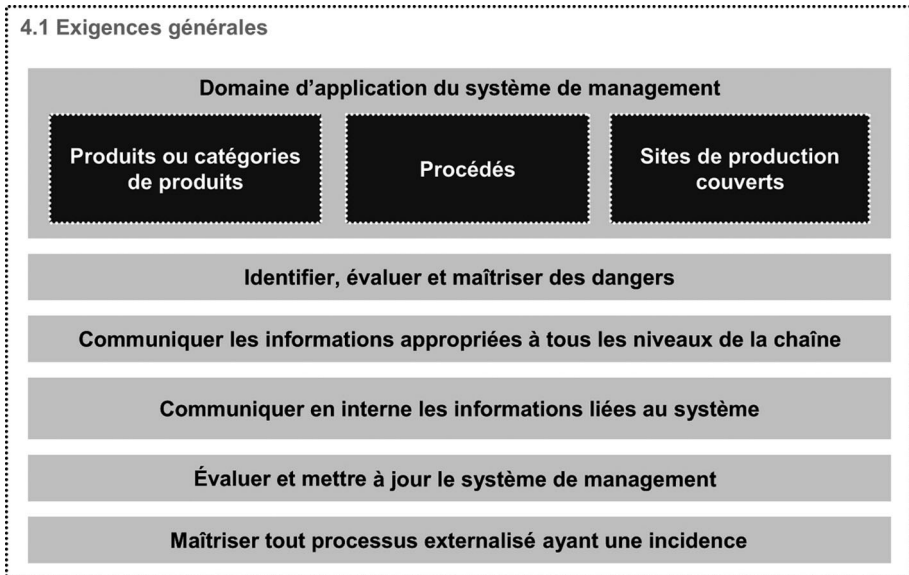 4.1 Exigences générales
Domaine d’application du système de management
Produits ou catégories
de produits
Procédés
Sites de production
couverts
Identifier, évaluer et maîtriser des dangers
Communiquer les informations appropriées à tous les niveaux de la chaîne
Communiquer en interne les informations liées au système
Évaluer et mettre à jour le système de management
Maîtriser tout processus externalisé ayant une incidence